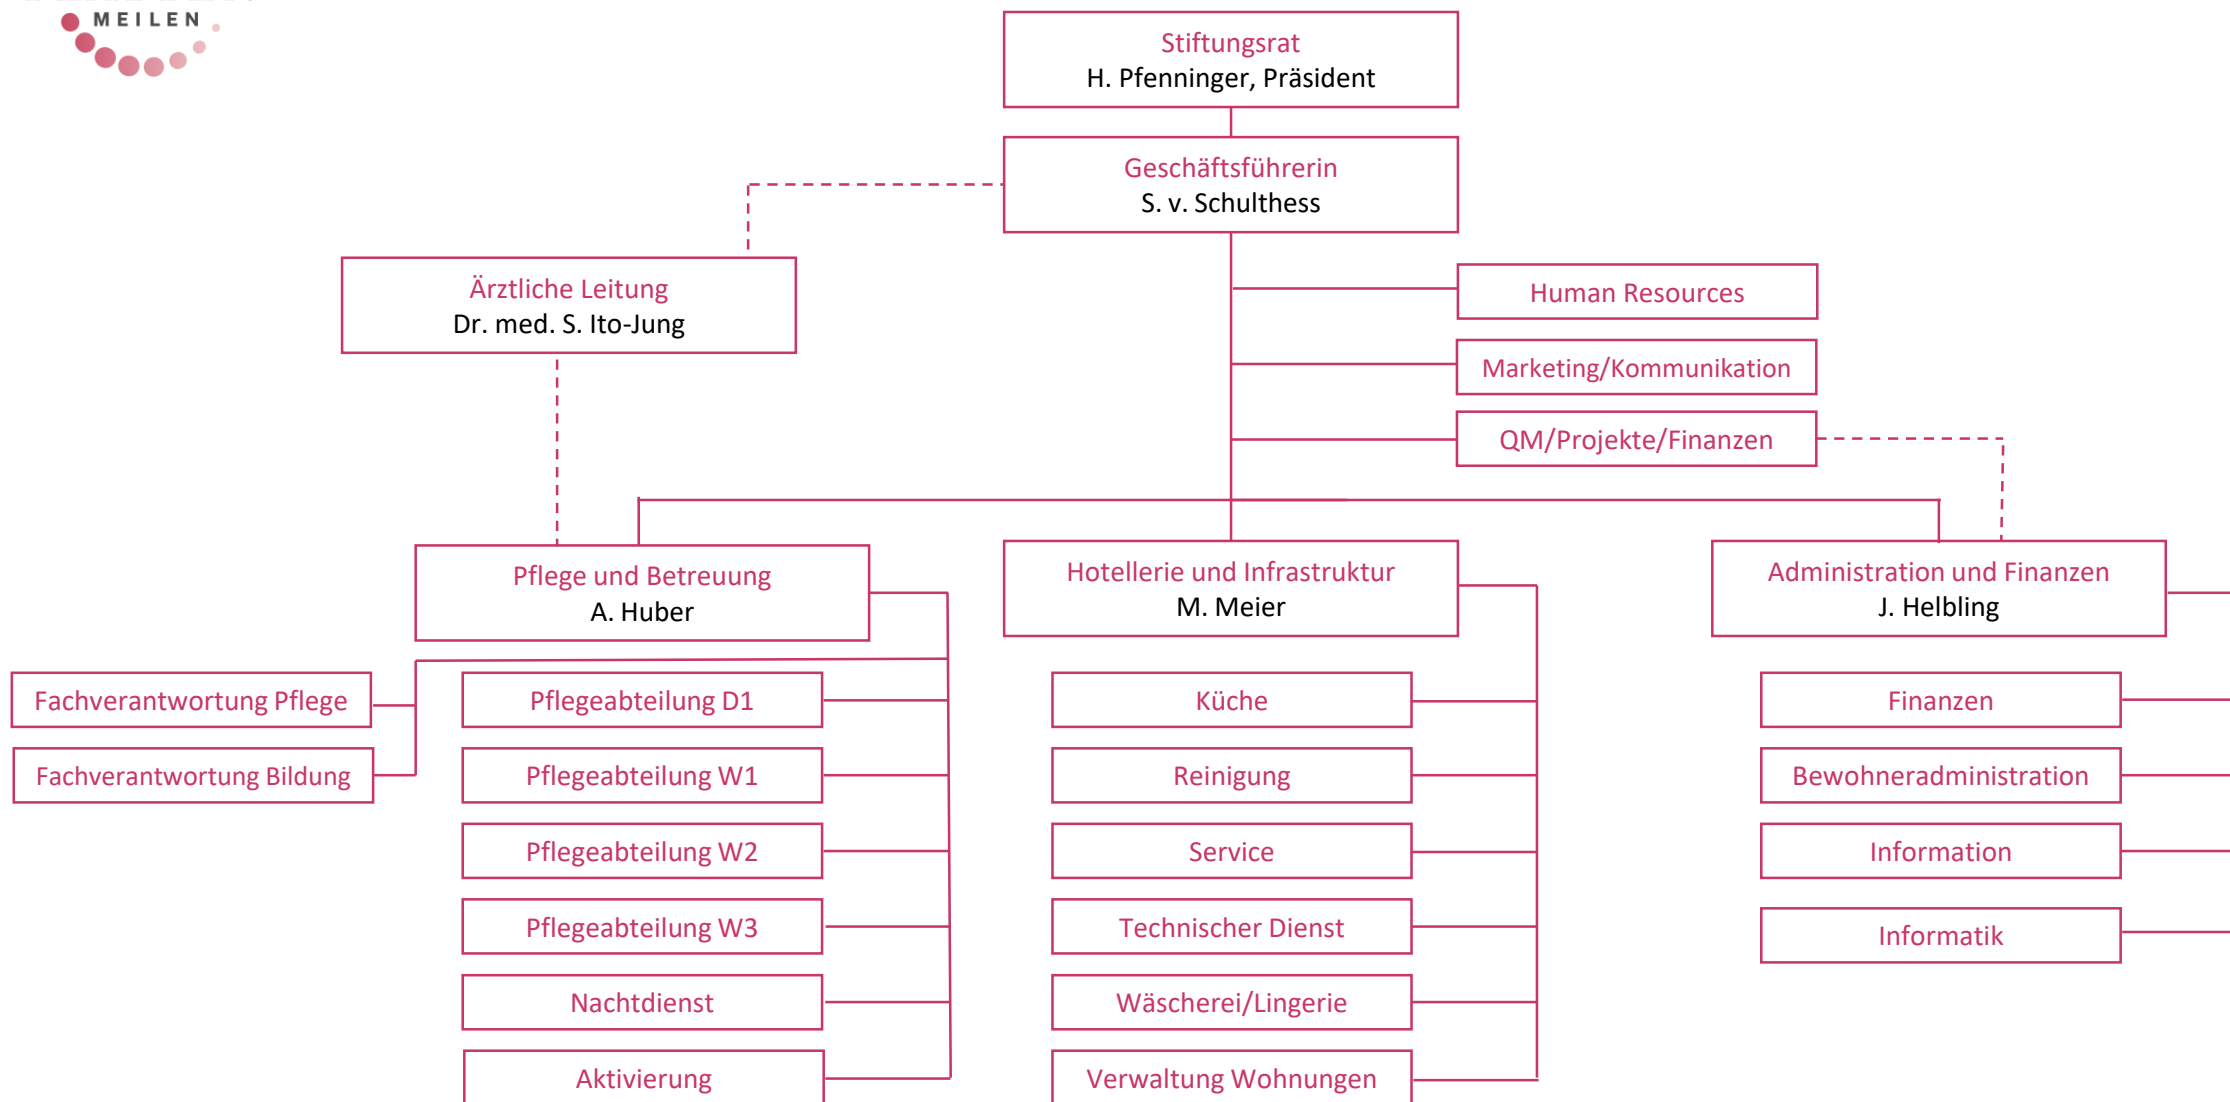 MEILEN
Stiftungsrat
H. Pfenninger, Präsident
Geschäftsführerin
S. v. Schulthess
Ärztliche Leitung
Dr. med. S. Ito-Jung
Human Resources
Marketing/Kommunikation
QM/Projekte/Finanzen
Pflege und Betreuung
A. Huber
Hotellerie und Infrastruktur
M. Meier
Administration und Finanzen
J. Helbling
Fachverantwortung Pflege
Fachverantwortung Bildung
Pflegeabteilung D1
Pflegeabteilung W1
Pflegeabteilung W2
Pflegeabteilung W3
Nachtdienst
Aktivierung
Küche
Reinigung
Service
Technischer Dienst
Wäscherei/Lingerie
Verwaltung Wohnungen
Finanzen
Bewohneradministration
Information
Informatik